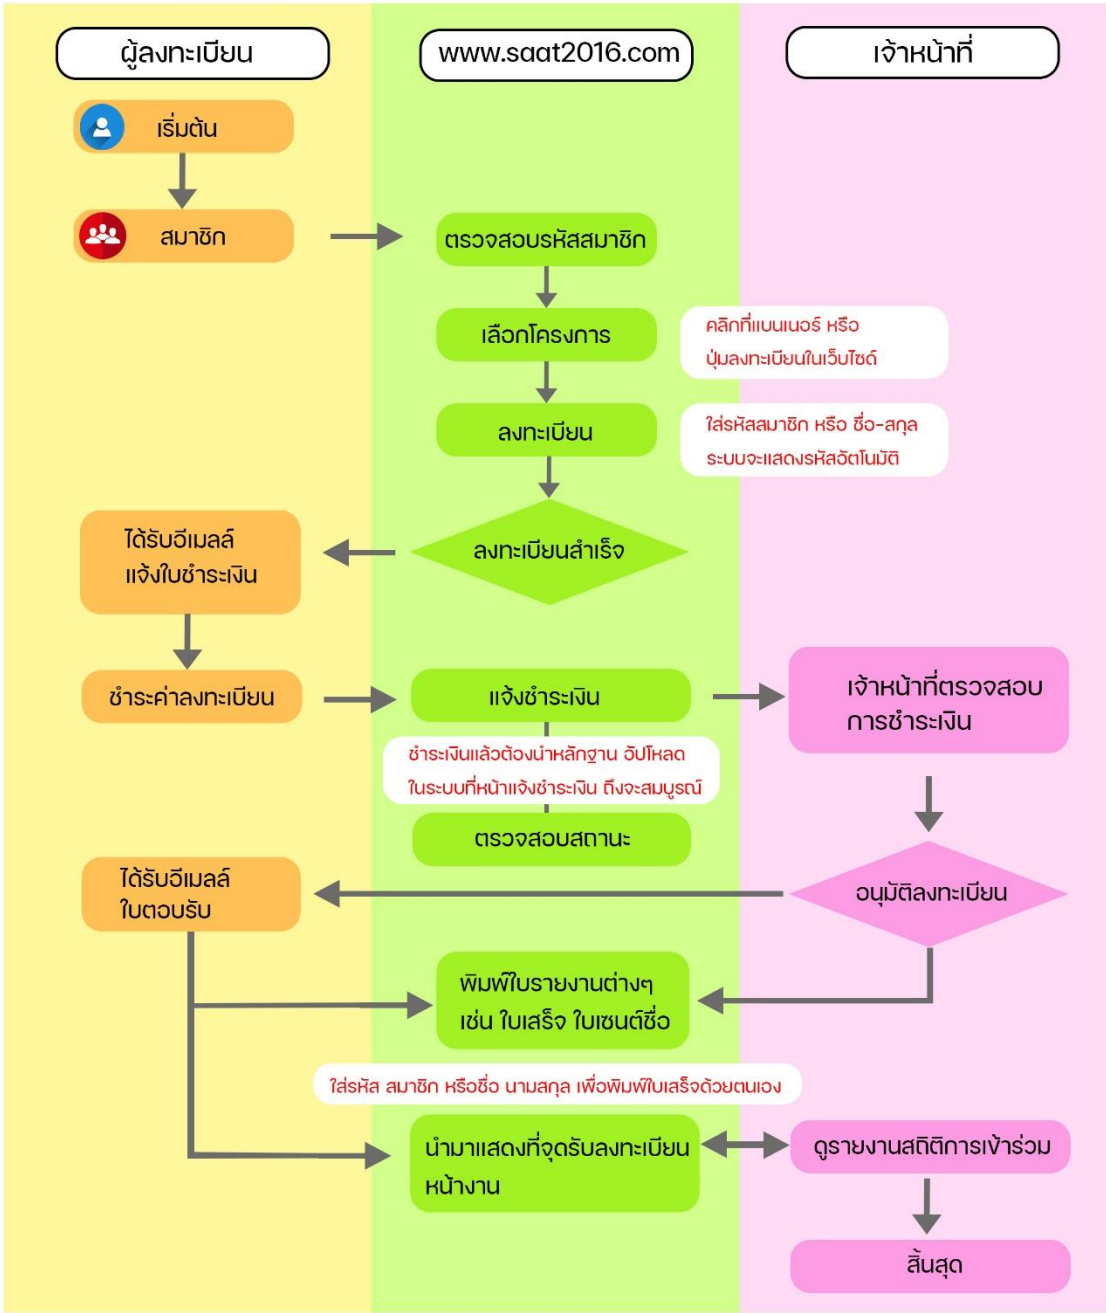 ผู้ลงทะเบียน
www.saat2016.com
เจ้าหน้าที่
เริ่มต้น
สมาชิก
ตรวจสอบรหัสสมาชิก
เลือกโครงการ
คลิกที่แบนเนอร์ หรือ
ปุ่มลงทะเบียนในเว็บไซด์
ลงทะเบียน
ใส่รหัสสมาชิก หรือ ชื่อ-สกุล
ระบบจะแสดงรหัสอัตโนมัติ
ลงทะเบียนสำเร็จ
ได้รับอีเมลล์
แจ้งใบชำระเงิน
ชำระค่าลงทะเบียน
แจ้งชำระเงิน
เจ้าหน้าที่ตรวจสอบ
การชำระเงิน
ชำระเงินแล้วต้องนำหลักฐาน อัปโหลด
ในระบบที่หน้าแจ้งชำระเงิน ถึงจะสมบูรณ์
ตรวจสอบสถานะ
ได้รับอีเมลล์
ใบตอบรับ
อนุมัติลงทะเบียน
พิมพ์ใบรายงานต่างๆ
เช่น ใบเสร็จ ใบเซนต์ชื่อ
ใส่รหัส สมาชิก หรือชื่อ นามสกุล เพื่อพิมพ์ใบเสร็จด้วยตนเอง
นำมาแสดงที่จุดรับลงทะเบียน
หน้างาน
ดูรายงานสถิติการเข้าร่วม
สิ้นสุด